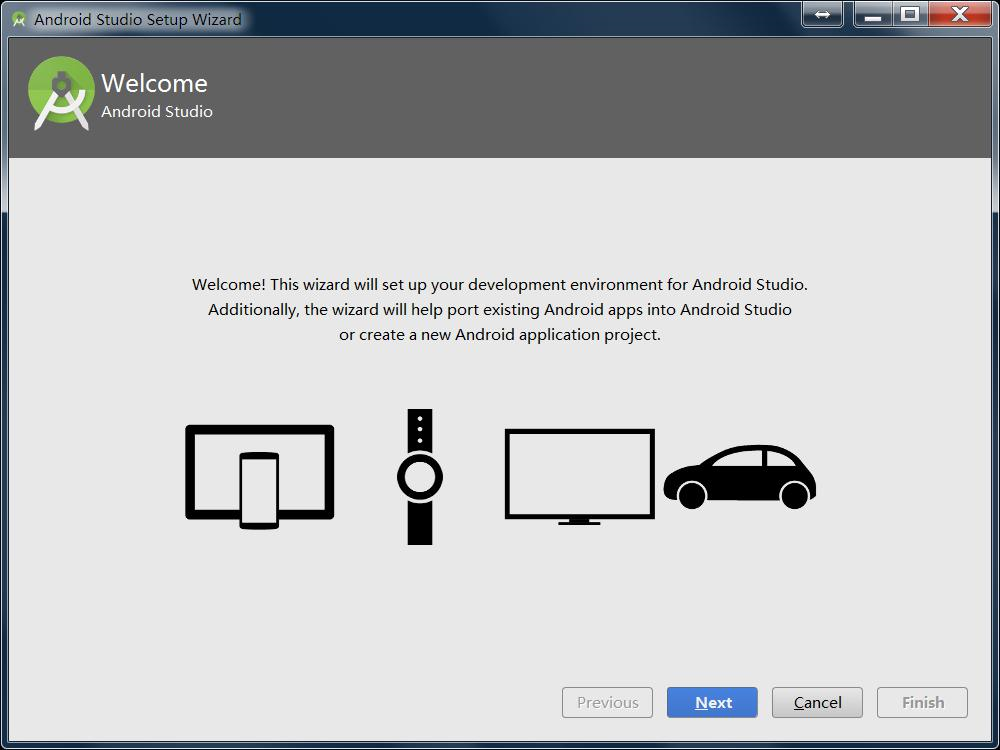 Android Studio Setup Wizard
Welcome
Android Studio
Welcome! This wizard will set up your development environment for Android Studio.
Additionally, the wizard will help port existing Android apps into Android Studio
or create a new Android application project.
Previous
Next
Cancel
Finish